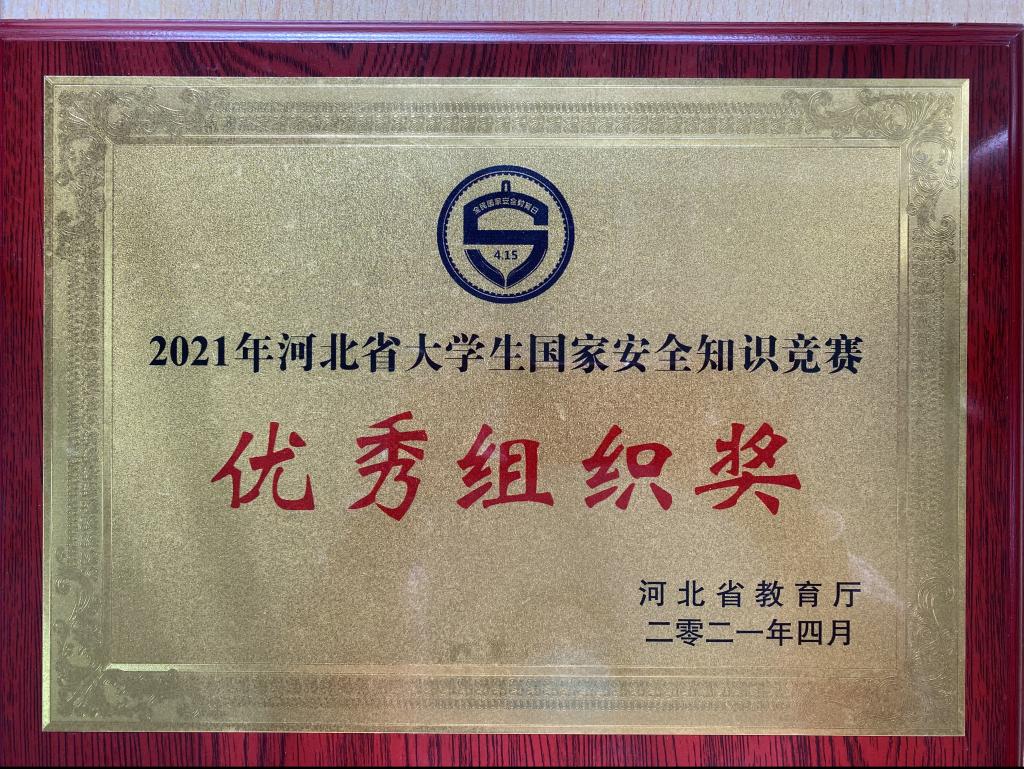 全民国家安全教育日
4.15
2021年河北省大学生国家安全知识竞赛
优秀组织奖
河北省教育厅
二零二一年四月